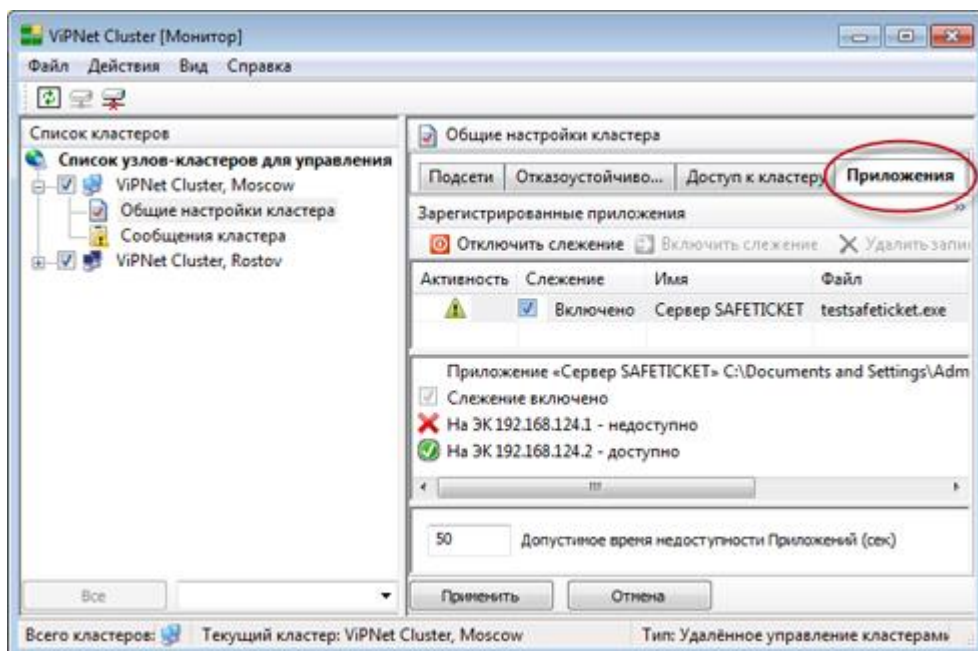 ViPNet Cluster [Монитор]
Файл Действия Вид Справка
Список кластеров
Список узлов-кластеров для управления
ViPNet Cluster, Moscow
Общие настройки кластера
Сообщения кластера
ViPNet Cluster, Rostov
Все
Общие настройки кластера
Подсети Отказоустойчиво... Доступ к кластеру Приложения
Зарегистрированные приложения
Отключить слежение Включить слежение Удалить запи
Активность Слежение Имя Файл
Включено Сервер SAFETICKET testsafeticket.exe
Приложение «Сервер SAFETICKET» C:\Documents and Settings\Adm
Слежение включено
На ЭК 192.168.124.1 - недоступно
На ЭК 192.168.124.2 - доступно
50 Допустимое время недоступности Приложений (сек)
Применить Отмена
Всего кластеров: Текущий кластер: ViPNet Cluster, Moscow Тип: Удалённое управление кластерами